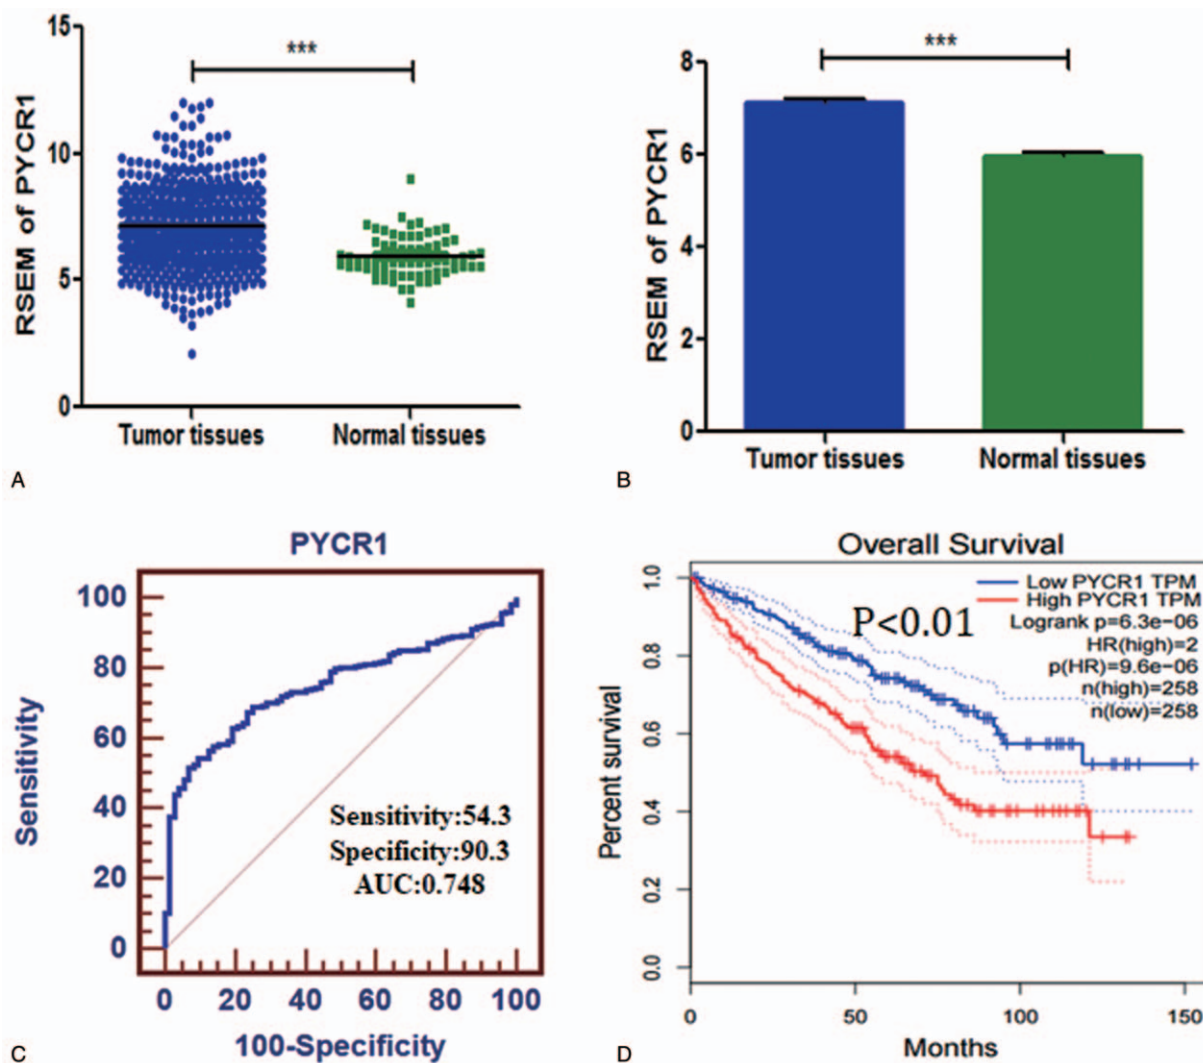 15
10
5
0
RSEM of PYCR1
***
Tumor tissues
Normal tissues
A
8
6
4
2
0
RSEM of PYCR1
***
Tumor tissues
Normal tissues
B
PYCR1
100
80
60
40
20
0
Sensitivity
Sensitivity:54.3
Specificity:90.3
AUC:0.748
0 20 40 60 80 100
100-Specificity
C
Overall Survival
1.0
0.8
0.6
0.4
0.2
0.0
Percent survival
P<0.01
Low PYCR1 TPM
High PYCR1 TPM
Logrank p=6.3e−06
HR(high)=2
p(HR)=9.6e−06
n(high)=258
n(low)=258
0 50 100 150
Months
D